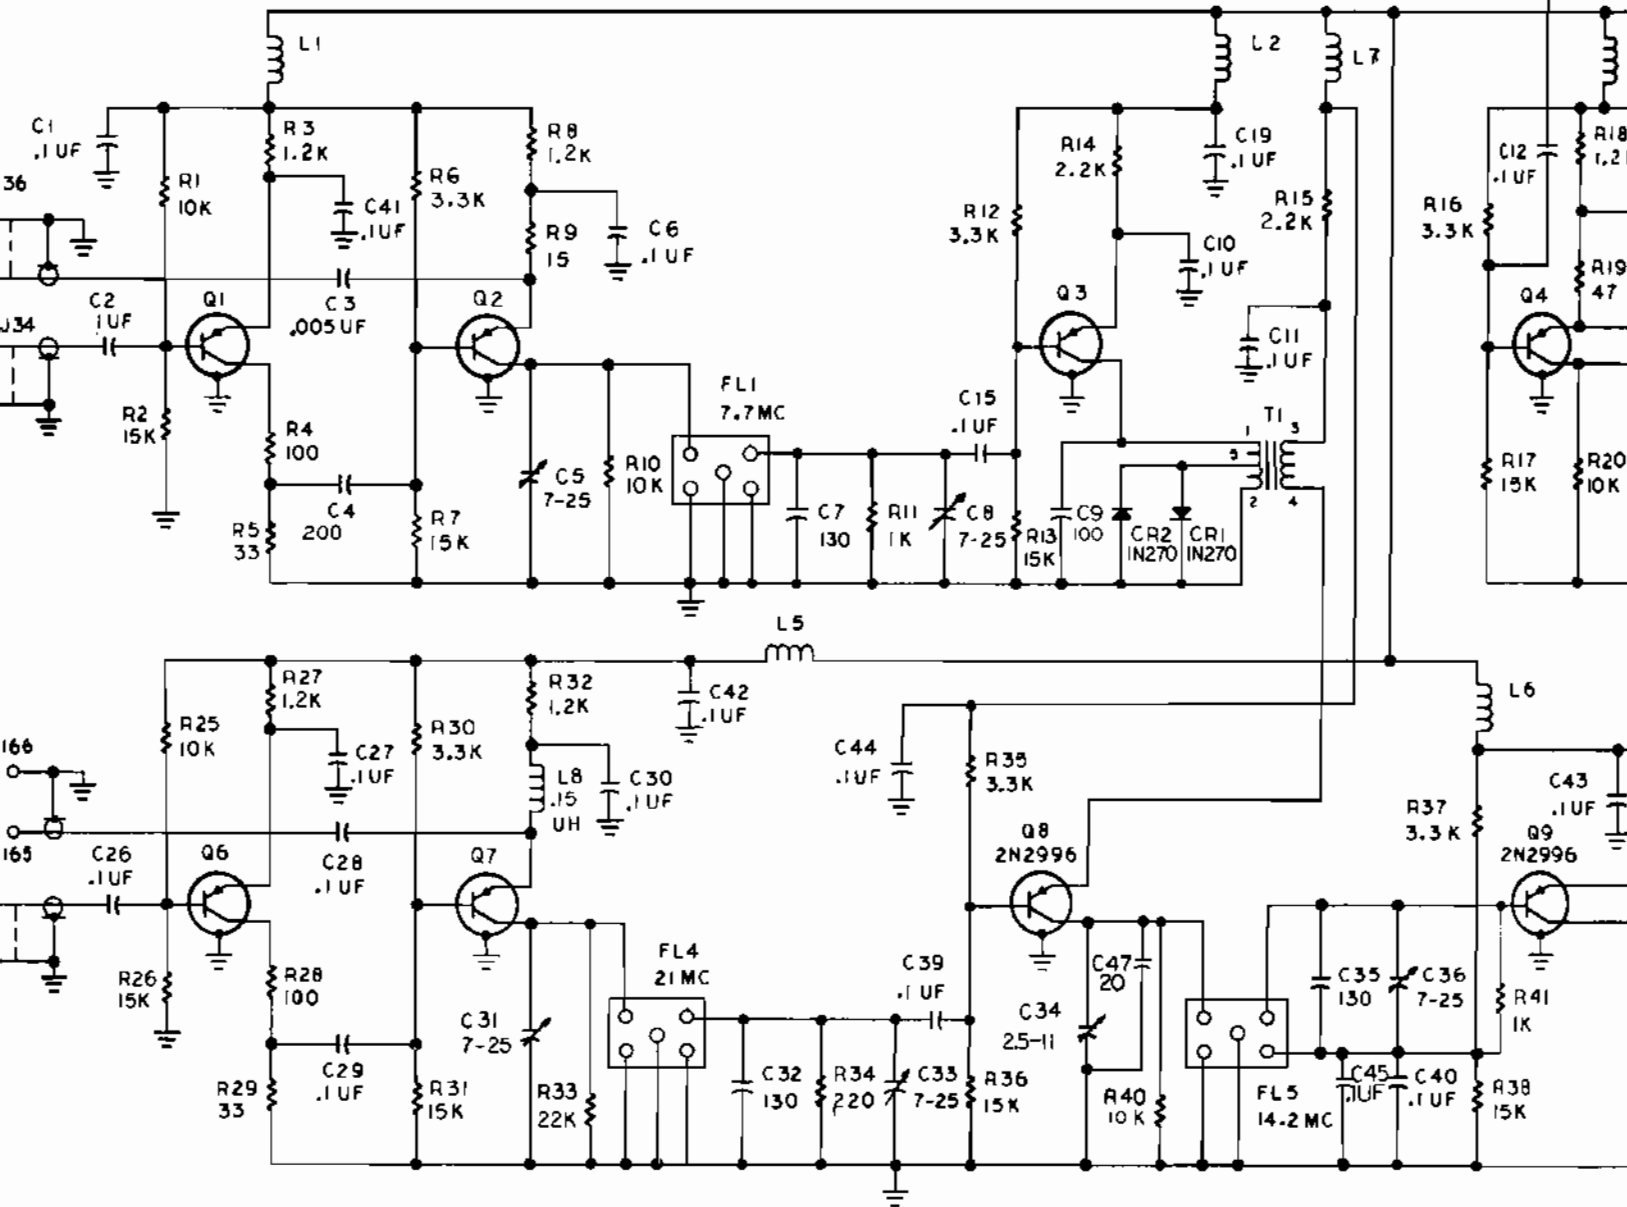 L1
L2
L7
C1
.1UF
R3
1.2K
R8
1.2K
C19
.1UF
R14
2.2K
C12
.1UF
R18
36
R1
10K
R6
3.3K
C41
.1UF
R9
15
C6
.1UF
R12
3.3K
R15
2.2K
R16
3.3K
C10
.1UF
R19
47
C2
.1UF
Q1
C3
.005UF
Q2
Q3
Q4
J34
C11
.1UF
FL1
7.7MC
C15
.1UF
T1
1
3
5
2
4
R2
15K
R4
100
C5
7-25
R10
10K
R17
15K
R20
10K
R5
33
C4
200
R7
15K
C7
130
R11
1K
C8
7-25
R13
15K
C9
100
CR2
1N270
CR1
1N270
L5
R27
1.2K
R32
1.2K
C42
.1UF
L6
R25
10K
R30
3.3K
166
C27
.1UF
L8
.15
UH
C30
.1UF
C44
.1UF
R35
3.3K
C43
.1UF
R37
3.3K
165
C26
.1UF
Q6
C28
.1UF
Q7
Q8
2N2996
Q9
2N2996
FL4
21MC
C39
.1UF
C47
20
R26
15K
R28
100
C35
130
C36
7-25
R41
1K
C31
7-25
C34
2.5-11
R29
33
C29
.1UF
R31
15K
R33
22K
C32
130
R34
220
C33
7-25
R36
15K
R40
10K
FL5
14.2MC
C45
.1UF
C40
.1UF
R38
15K